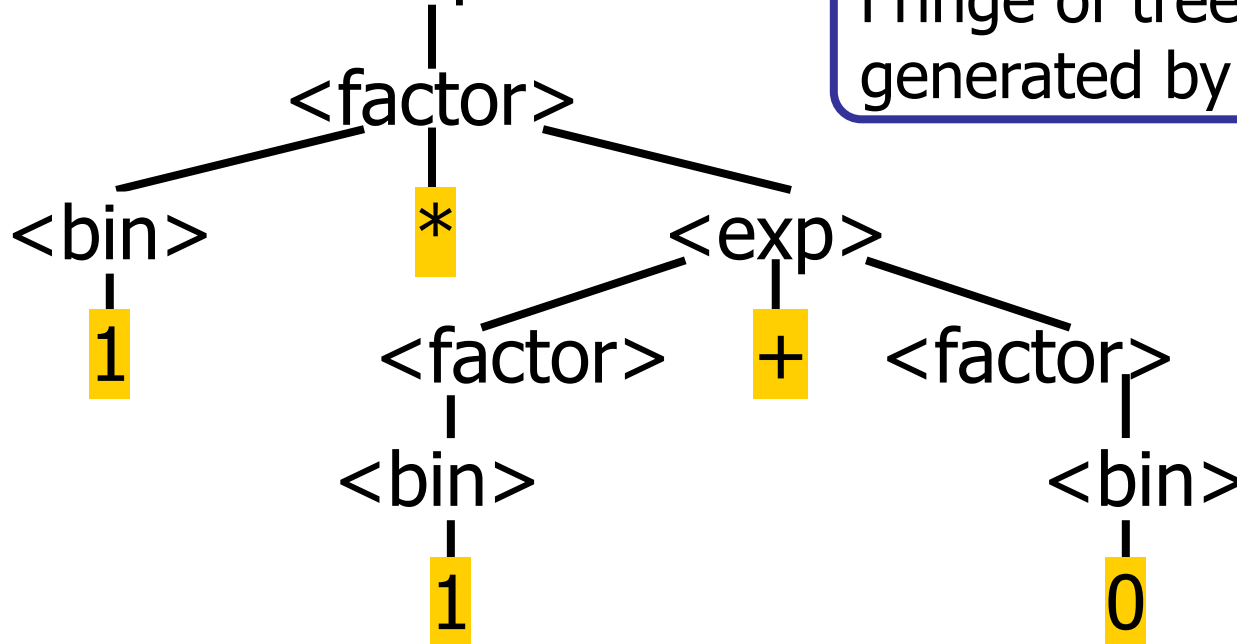 Fringe of tree
generated by
<factor>
<bin> * <exp>
1 <factor> + <factor>
<bin> <bin>
1 0